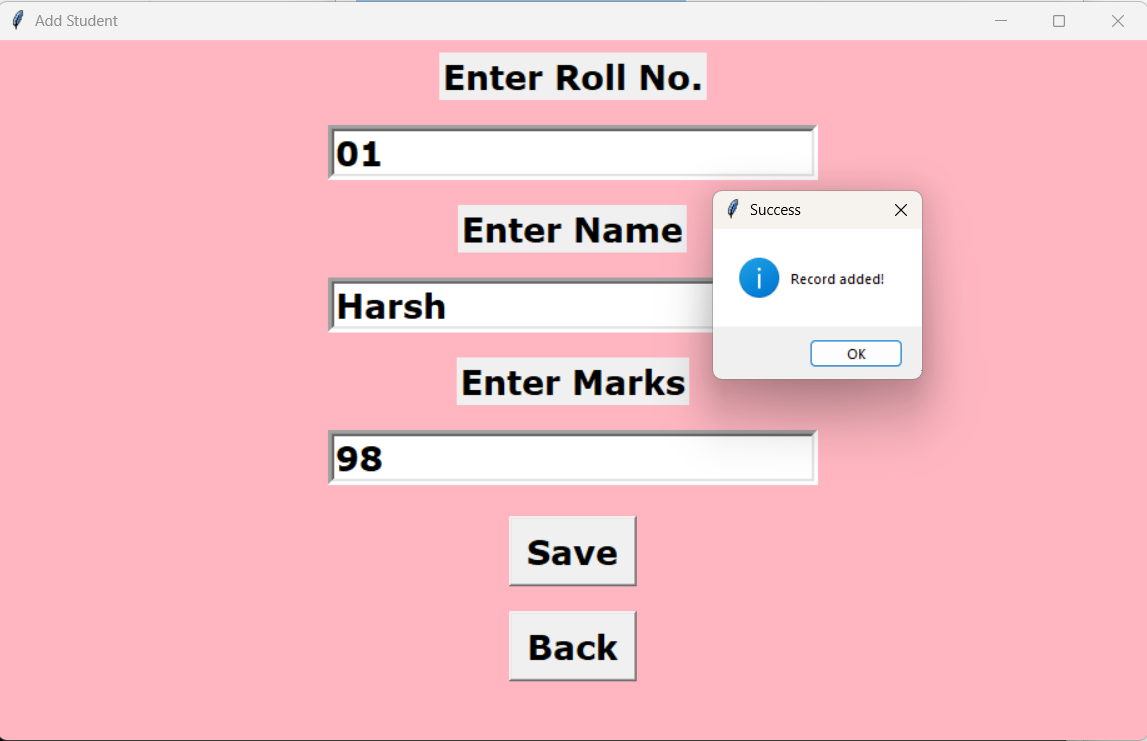 Add Student
Enter Roll No.
01
Enter Name
Harsh
Enter Marks
98
Save
Back
Success
Record added!
OK